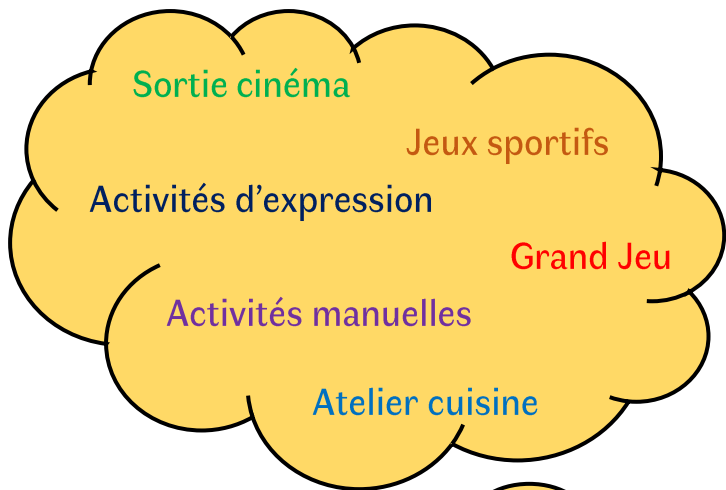 Sortie cinéma
Jeux sportifs
Activités d’expression
Grand Jeu
Activités manuelles
Atelier cuisine